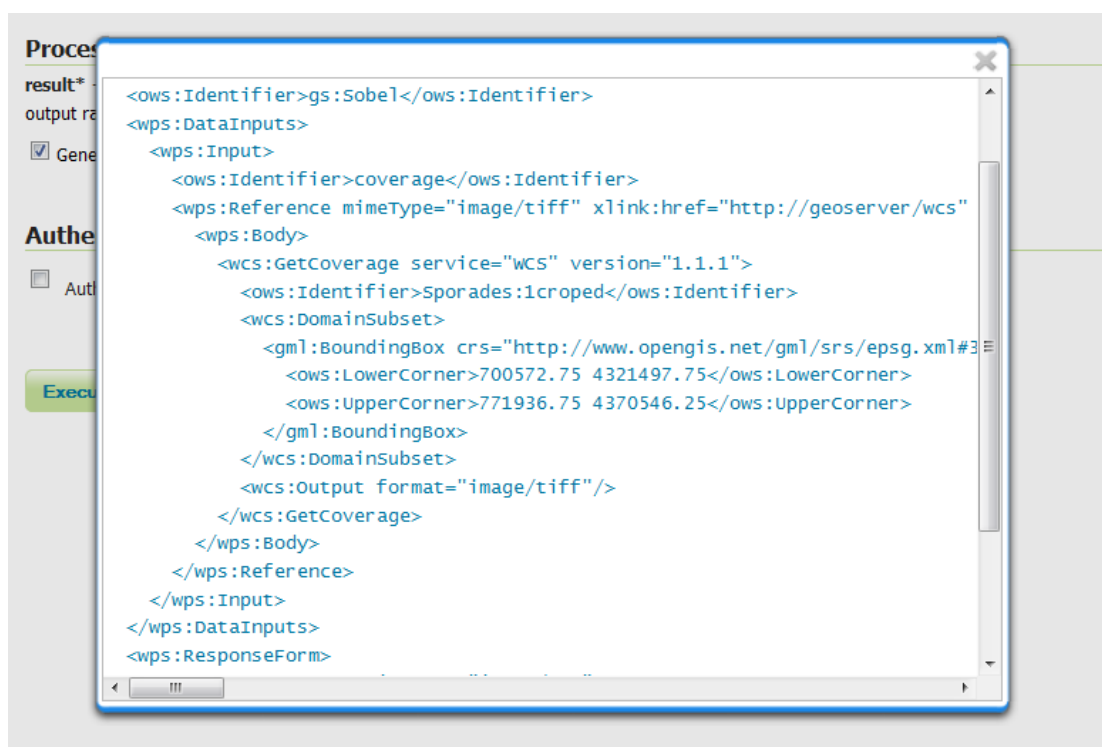 Proces
result* -
output ra
Gene
Authe
Auth
Execu
<ows:Identifier>gs:Sobel</ows:Identifier>
<wps:DataInputs>
<wps:Input>
<ows:Identifier>coverage</ows:Identifier>
<wps:Reference mimeType="image/tiff" xlink:href="http://geoserver/wcs"
<wps:Body>
<wcs:GetCoverage service="WCS" version="1.1.1">
<ows:Identifier>Sporades:1croped</ows:Identifier>
<wcs:DomainSubset>
<gml:BoundingBox crs="http://www.opengis.net/gml/srs/epsg.xml#3
<ows:LowerCorner>700572.75 4321497.75</ows:LowerCorner>
<ows:UpperCorner>771936.75 4370546.25</ows:UpperCorner>
</gml:BoundingBox>
</wcs:DomainSubset>
<wcs:Output format="image/tiff"/>
</wcs:GetCoverage>
</wps:Body>
</wps:Reference>
</wps:Input>
</wps:DataInputs>
<wps:ResponseForm>